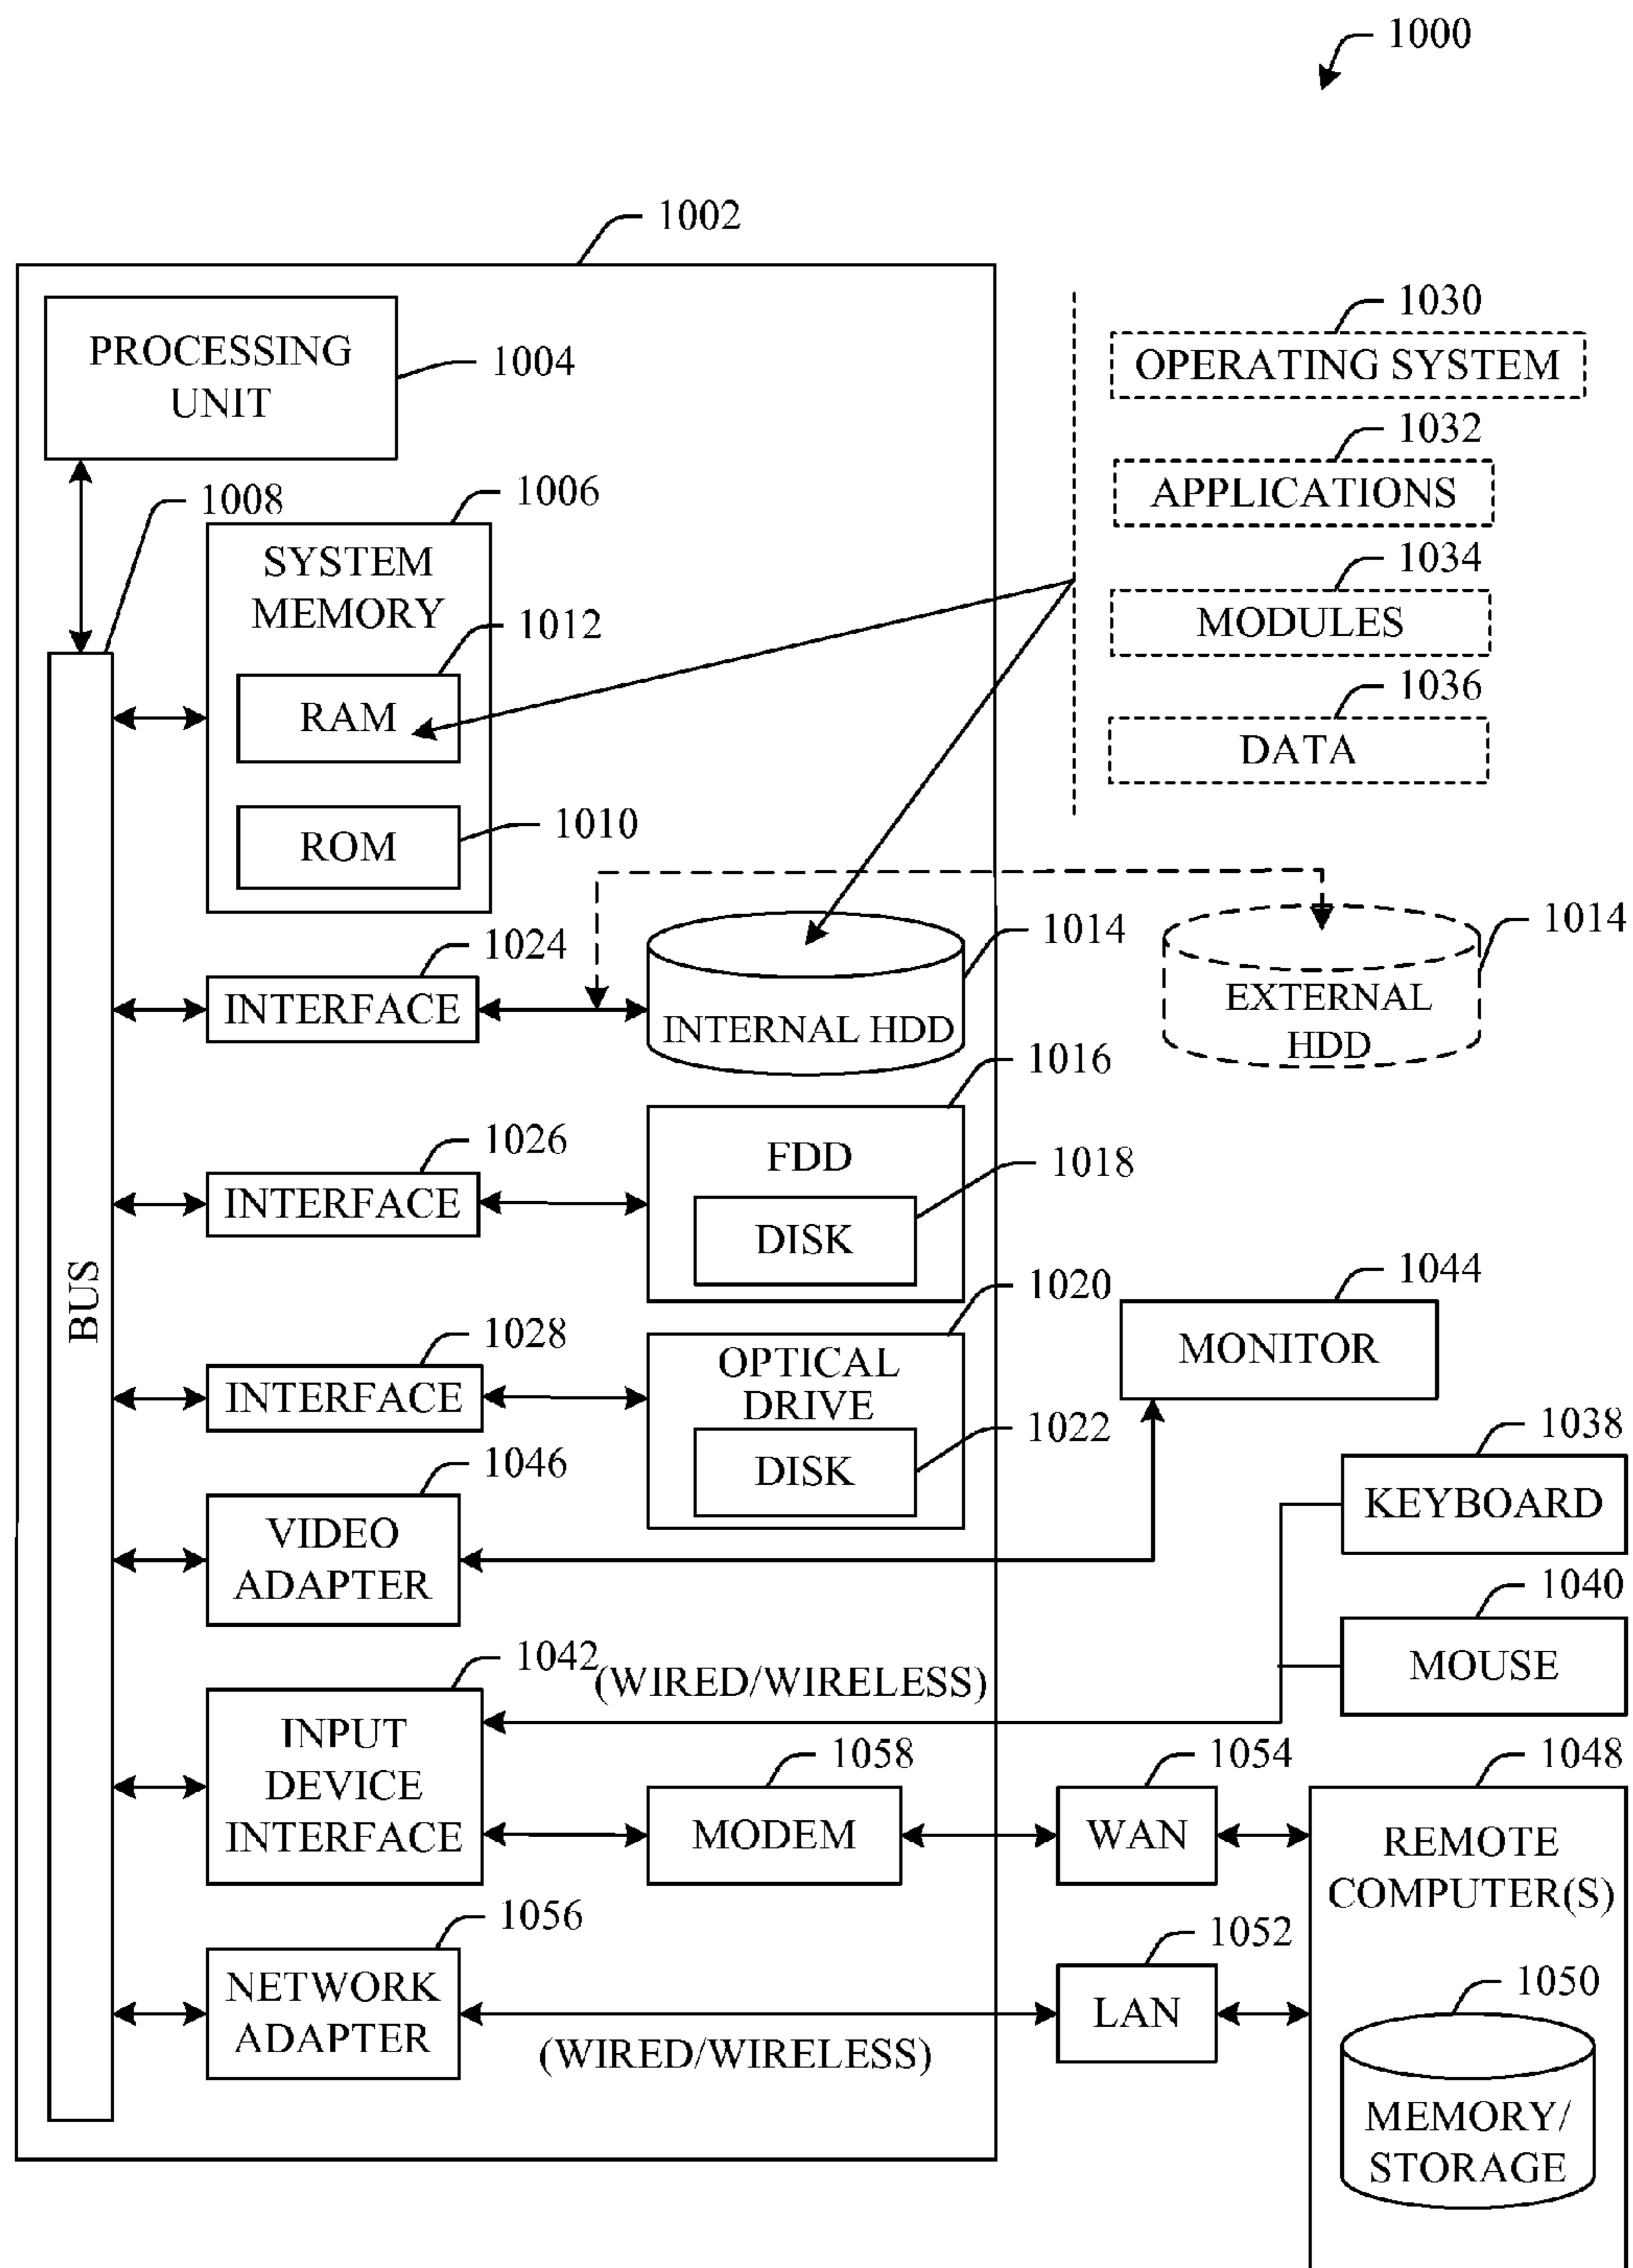 1000
1002
PROCESSING
UNIT
1004
1030
OPERATING SYSTEM
1032
APPLICATIONS
1034
MODULES
1036
DATA
1008
1006
SYSTEM
MEMORY
1012
RAM
1010
ROM
BUS
1024
INTERFACE
1014
INTERNAL HDD
1014
EXTERNAL
HDD
1026
INTERFACE
1016
FDD
1018
DISK
1028
INTERFACE
1020
OPTICAL
DRIVE
1022
DISK
1044
MONITOR
1046
VIDEO
ADAPTER
1038
KEYBOARD
1040
MOUSE
1042
(WIRED/WIRELESS)
INPUT
DEVICE
INTERFACE
1058
MODEM
1054
WAN
1048
REMOTE
COMPUTER(S)
1056
NETWORK
ADAPTER
(WIRED/WIRELESS)
1052
LAN
1050
MEMORY/
STORAGE